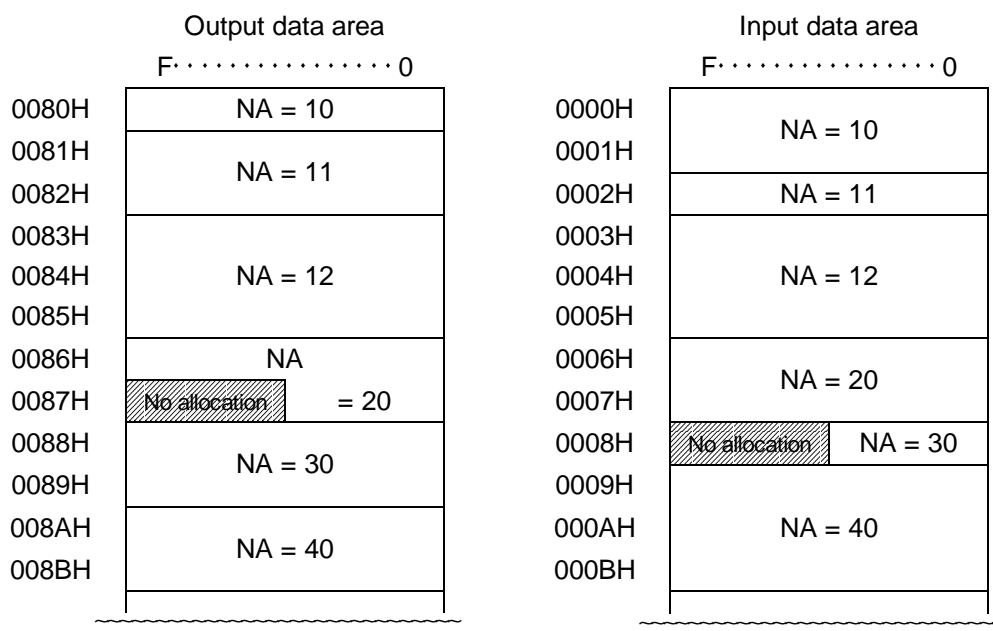 Output data area
F 0
0080H NA = 10
0081H
NA = 11
0082H
0083H
0084H NA = 12
0085H
0086H NA
0087H No allocation = 20
0088H
NA = 30
0089H
008AH
NA = 40
008BH
Input data area
F 0
0000H
NA = 10
0001H
0002H NA = 11
0003H
0004H NA = 12
0005H
0006H
NA = 20
0007H
0008H No allocation NA = 30
0009H
000AH NA = 40
000BH